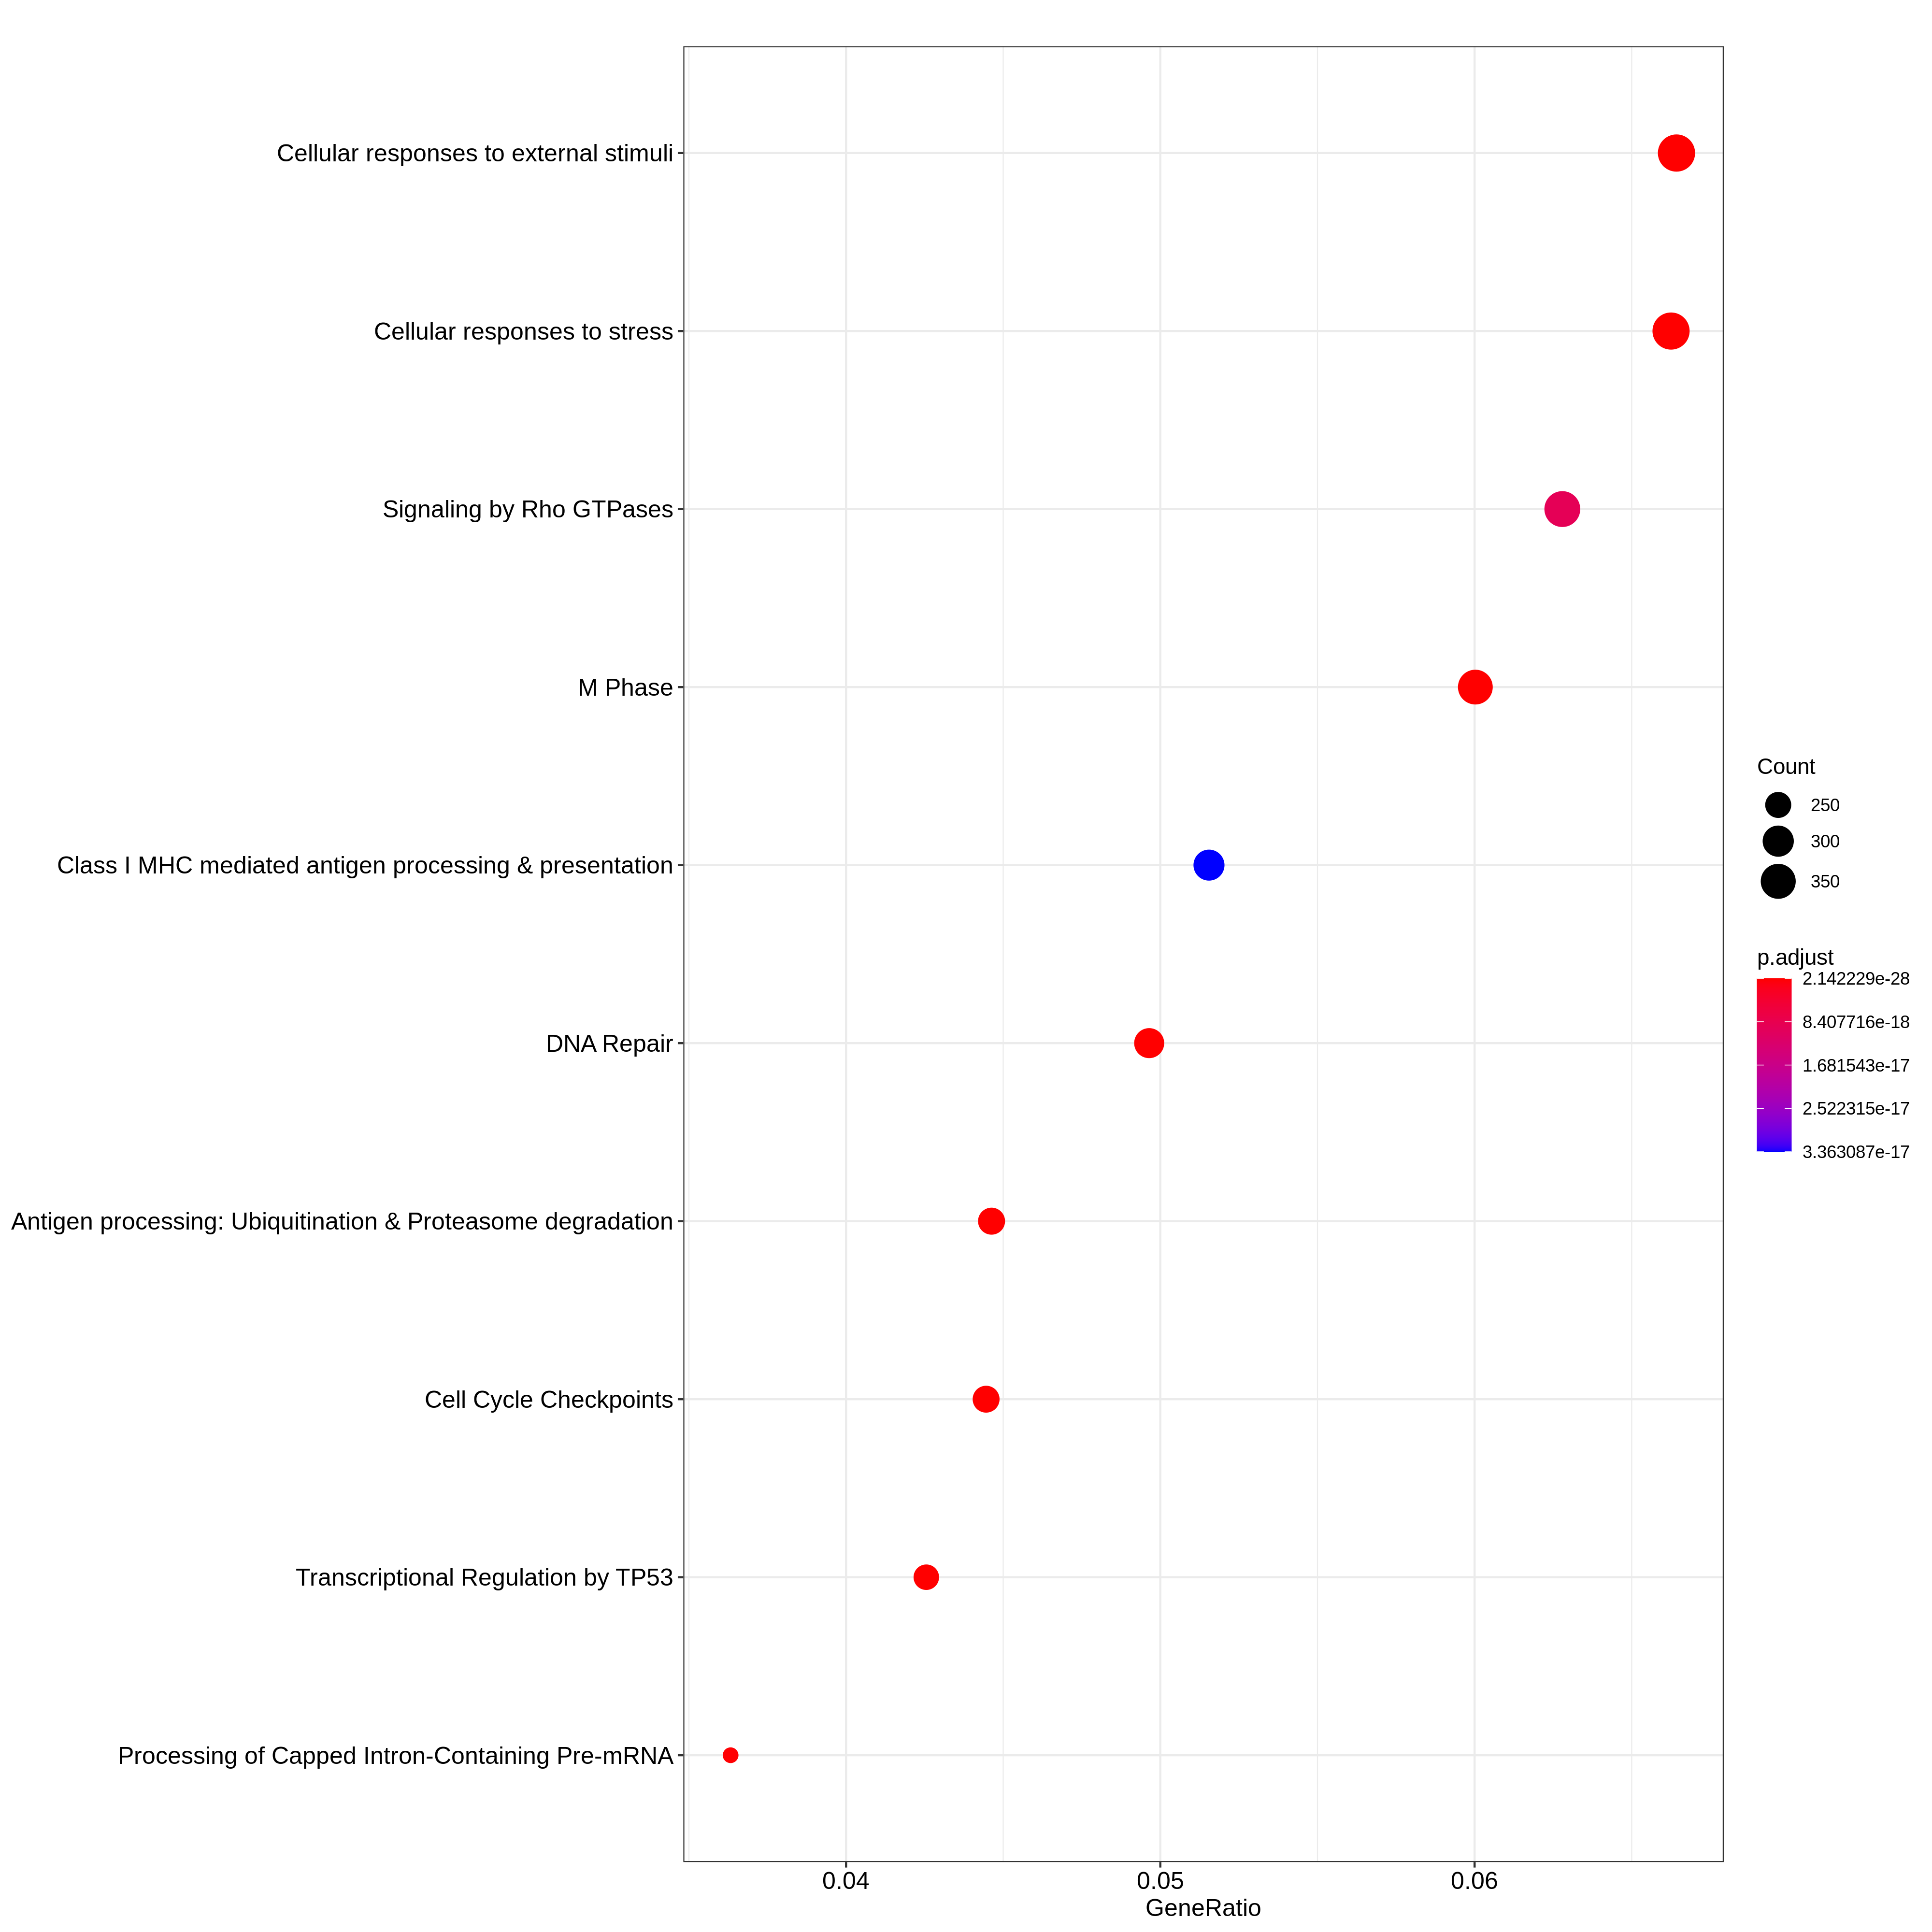 Cellular responses to external stimuli
Cellular responses to stress
Signaling by Rho GTPases
M Phase
Class I MHC mediated antigen processing & presentation
DNA Repair
Antigen processing: Ubiquitination & Proteasome degradation
Cell Cycle Checkpoints
Transcriptional Regulation by TP53
Processing of Capped Intron-Containing Pre-mRNA
0.04
0.05
0.06
GeneRatio
Count
250
300
350
p.adjust
2.142229e-28
8.407716e-18
1.681543e-17
2.522315e-17
3.363087e-17